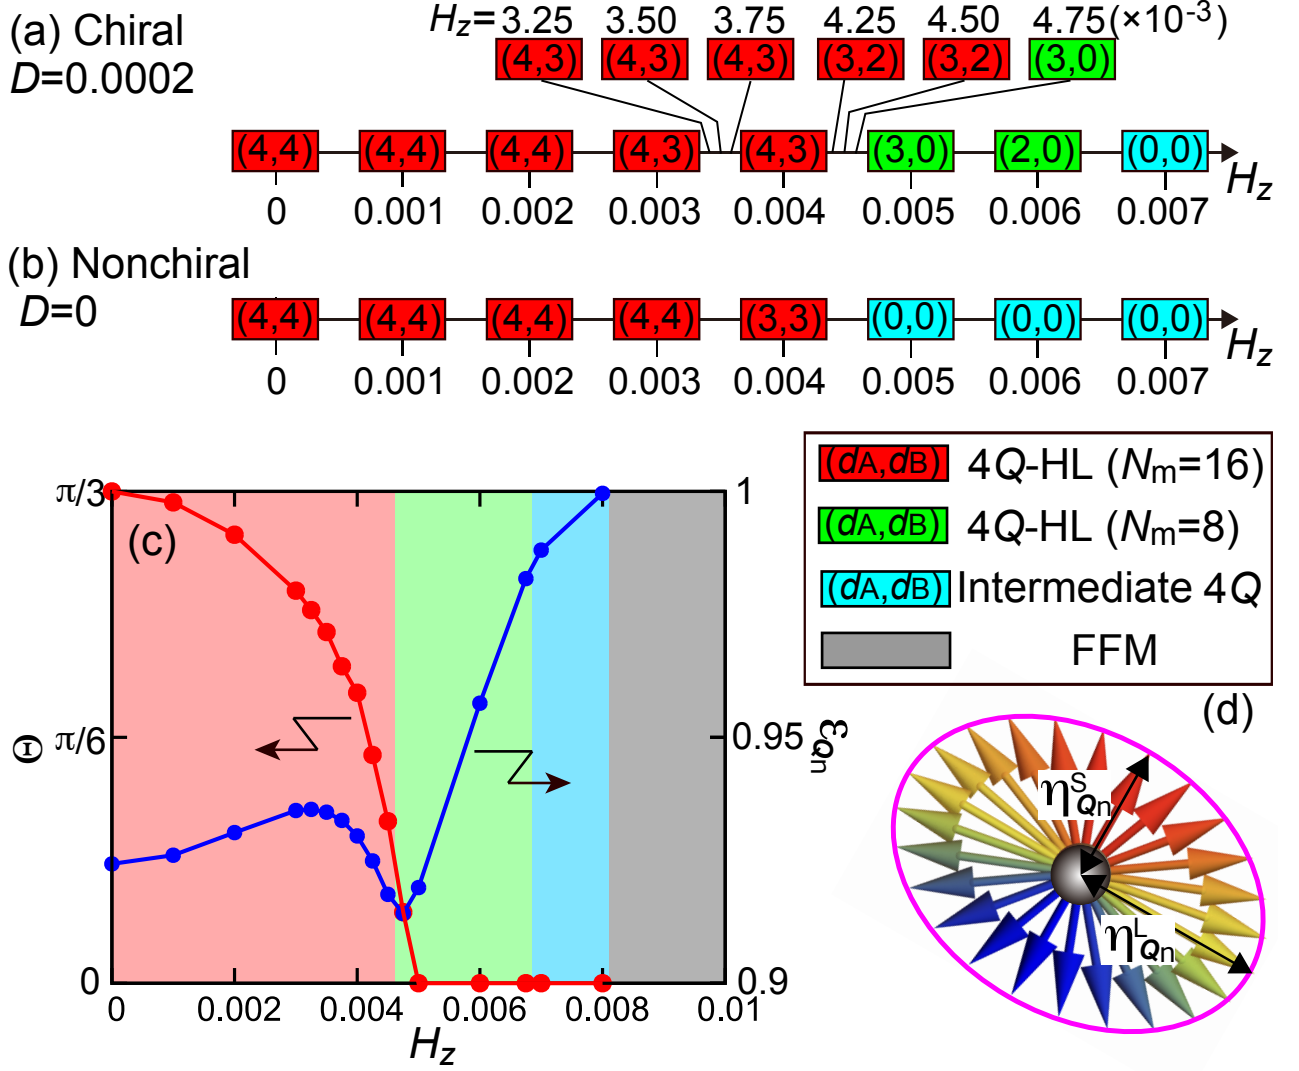 (a) Chiral
D=0.0002
Hz= 3.25 3.50 3.75 4.25 4.50 4.75(×10-3)
(4,3) (4,3) (4,3) (3,2) (3,2) (3,0)
(4,4) (4,4) (4,4) (4,3) (4,3) (3,0) (2,0) (0,0)
Hz
0 0.001 0.002 0.003 0.004 0.005 0.006 0.007
(b) Nonchiral
D=0
(4,4) (4,4) (4,4) (4,4) (3,3) (0,0) (0,0) (0,0)
Hz
0 0.001 0.002 0.003 0.004 0.005 0.006 0.007
(dA,dB) 4Q-HL (Nm=16)
(dA,dB) 4Q-HL (Nm=8)
(dA,dB) Intermediate 4Q
FFM
(c)
π/3
π/6
0
Θ
1
0.95
0.9
εQn
0 0.002 0.004 0.006 0.008 0.01
Hz
(d)
ηSQn
ηLQn